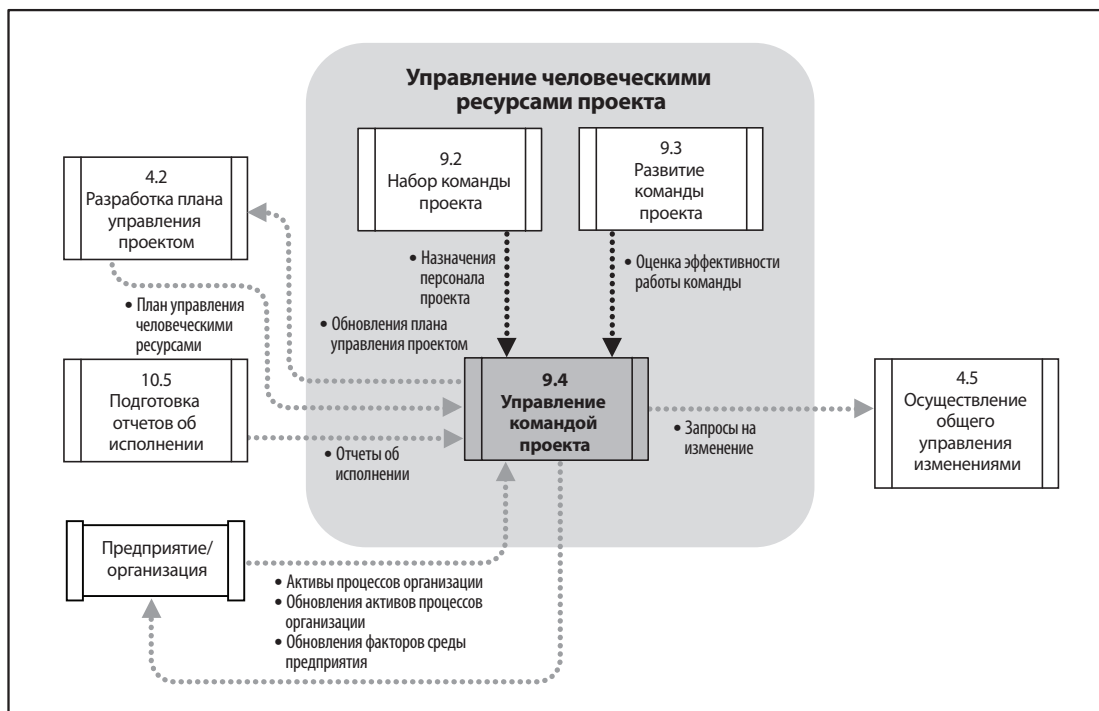 Управление человеческими
ресурсами проекта
9.2
Набор команды
проекта
9.3
Развитие
команды
проекта
4.2
Разработка плана
управления
проектом
• Назначения
персонала
проекта
• Оценка эффективности
работы команды
• План управления
человеческими
ресурсами
• Обновления плана
управления проектом
10.5
Подготовка
отчетов об
исполнении
9.4
Управление
командой
проекта
4.5
Осуществление
общего
управления
изменениями
• Отчеты об
исполнении
• Запросы на
изменение
Предприятие/
организация
• Активы процессов организации
• Обновления активов процессов
организации
• Обновления факторов среды
предприятия